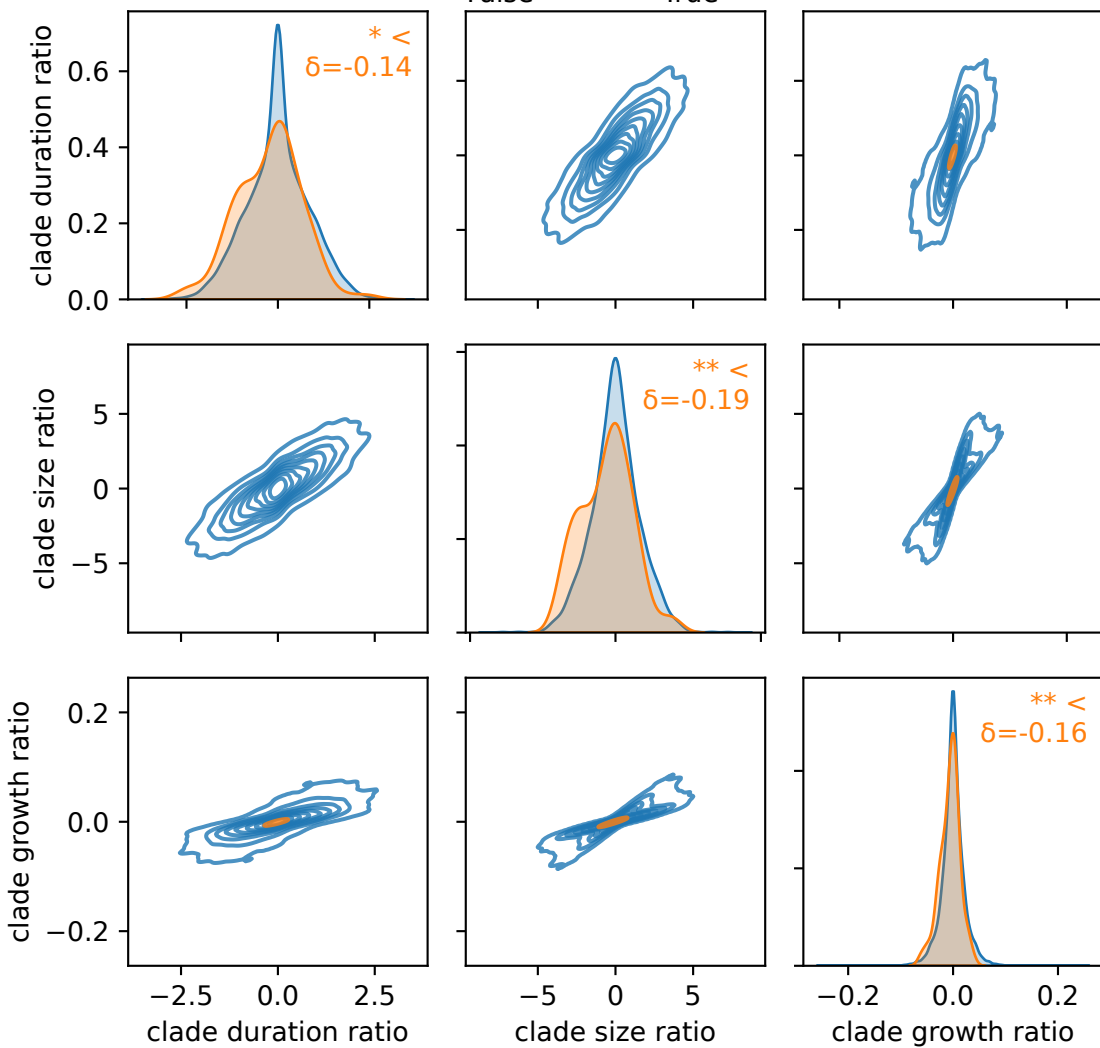 * <
δ=-0.14
clade duration ratio
0.6
0.4
0.2
0.0
** <
δ=-0.19
clade size ratio
5
0
−5
** <
δ=-0.16
clade growth ratio
0.2
0.0
−0.2
−2.5 0.0 2.5
−5 0 5
−0.2 0.0 0.2
clade duration ratio
clade size ratio
clade growth ratio